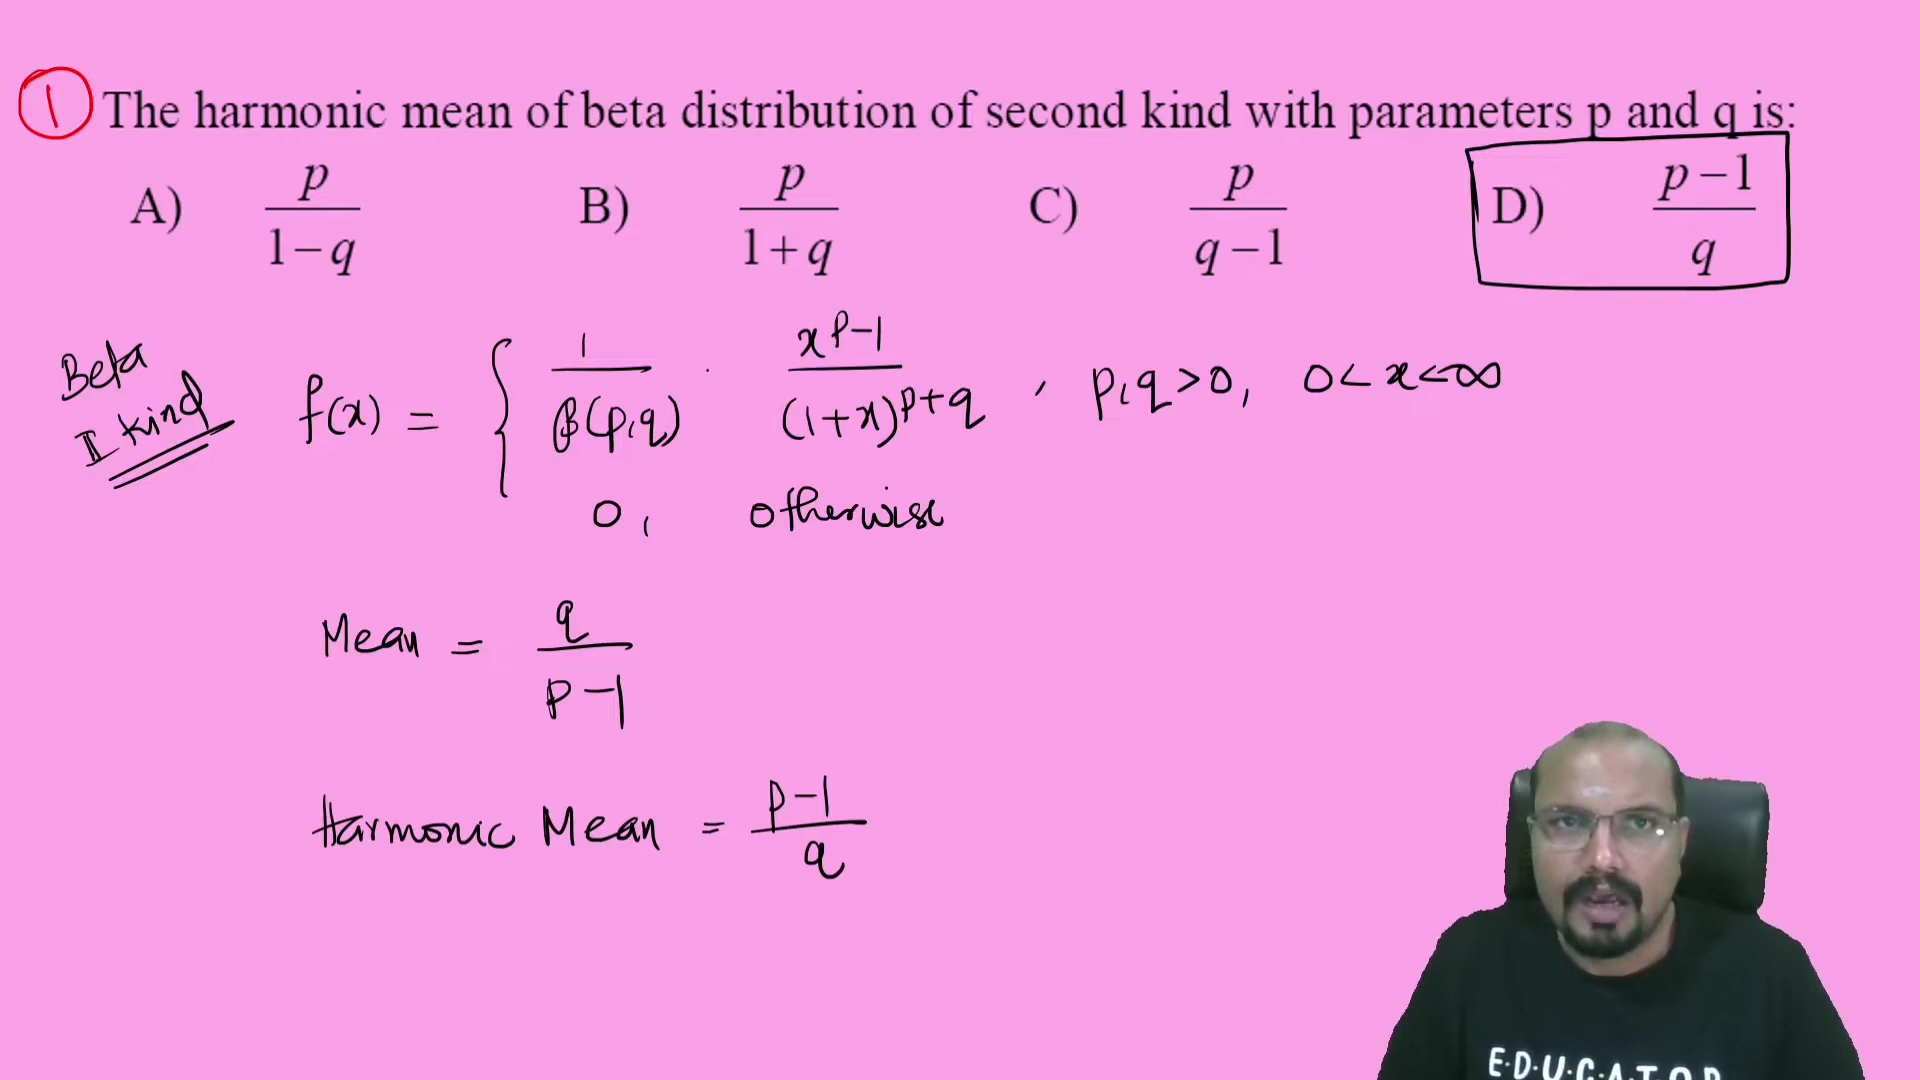 1 The harmonic mean of beta distribution of second kind with parameters p and q is:
A) p/(1−q) B) p/(1+q) C) p/(q−1) D) (p−1)/q
Beta
II kind
f(x) = { 1/β(p,q) · x^(p−1)/(1+x)^(p+q) , p,q>0, 0<x<∞
0, otherwise
Mean = q/(p−1)
Harmonic Mean = (p−1)/q
E·D·U·C·A·T·O·R